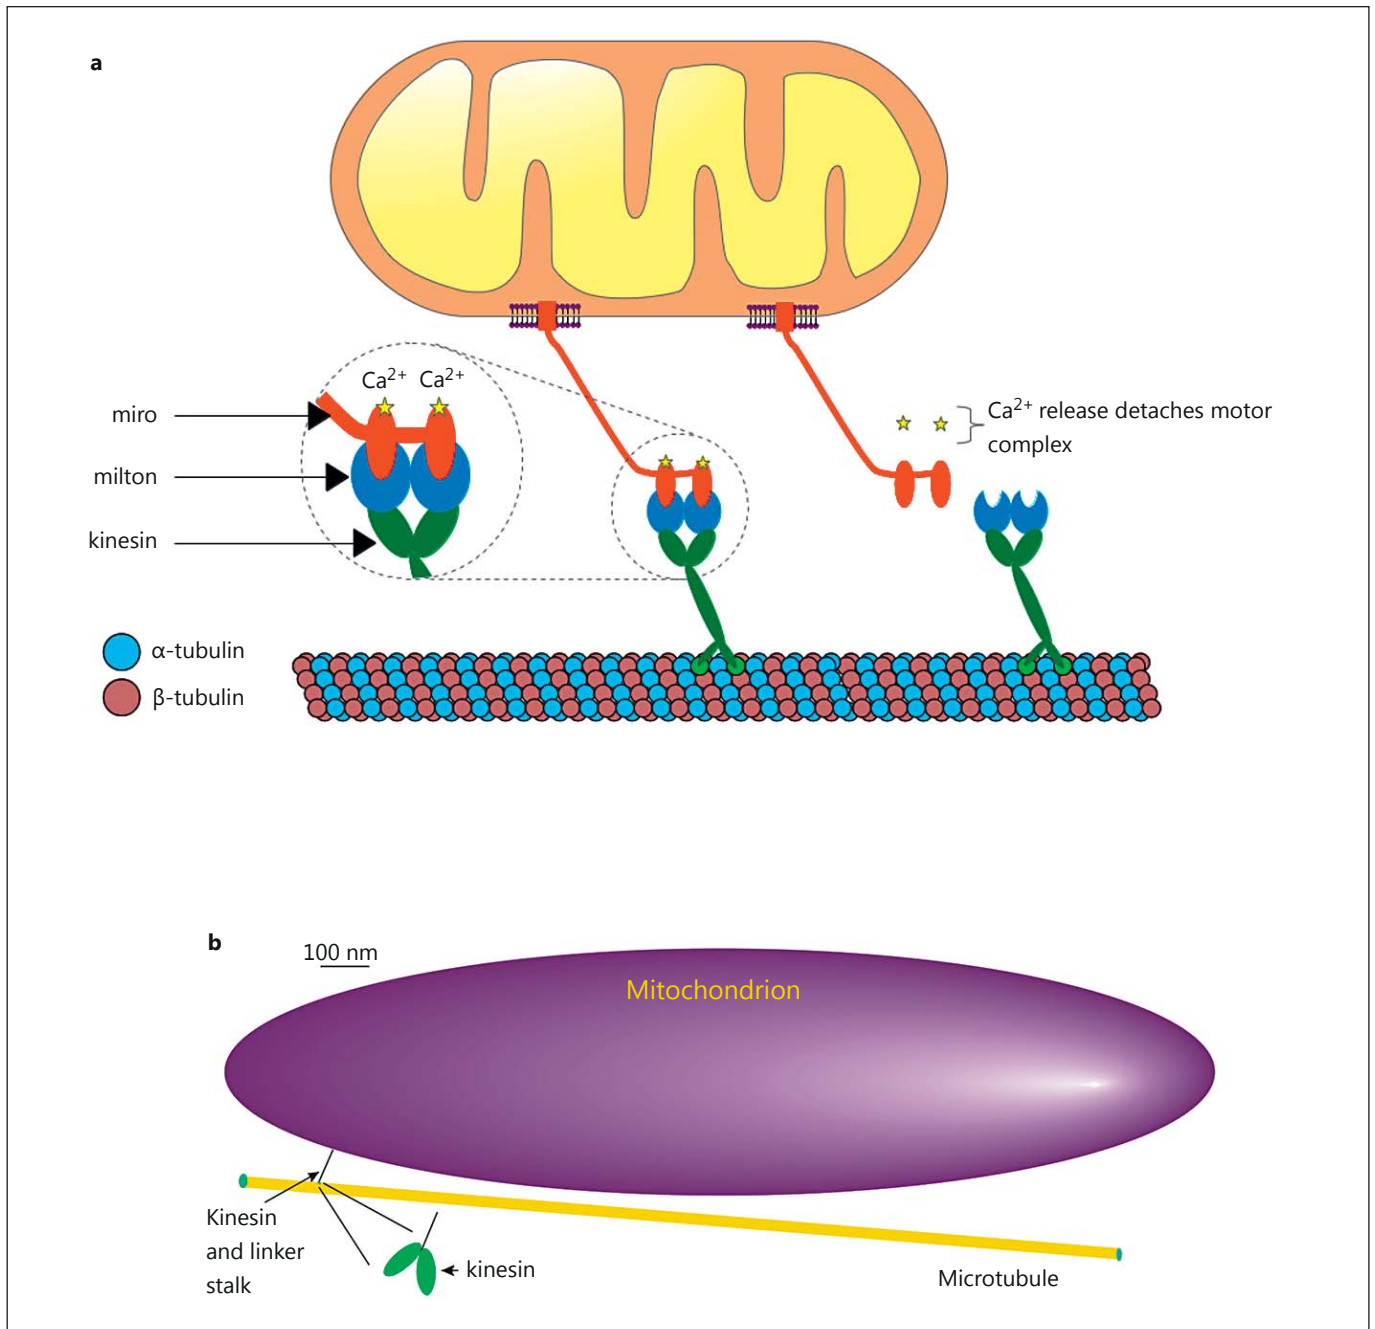 a
Ca²⁺ Ca²⁺
miro
milton
kinesin
Ca²⁺ release detaches motor
complex
α-tubulin
β-tubulin
b
100 nm
Mitochondrion
Kinesin
and linker
stalk
kinesin
Microtubule